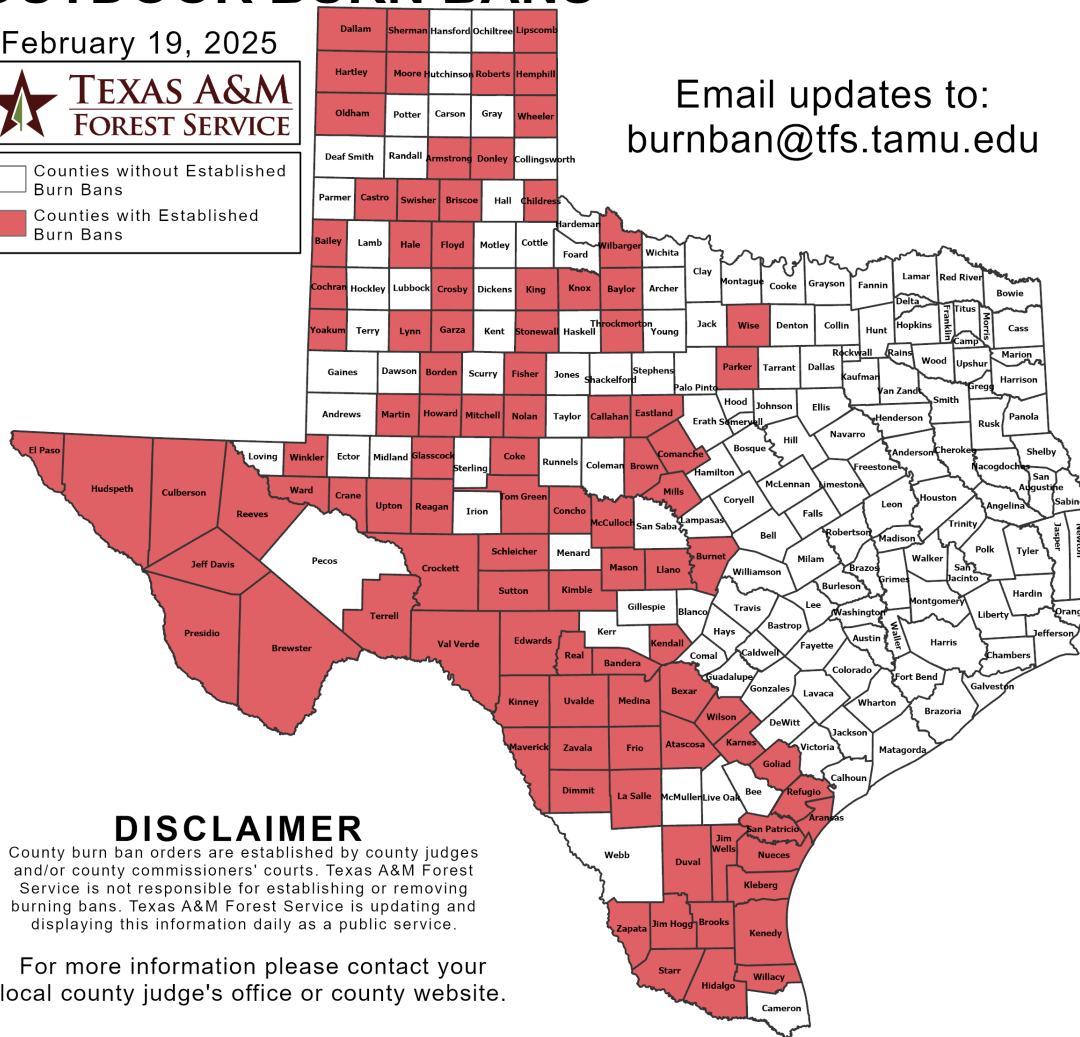 OUTDOOR BURN BANS
February 19, 2025
TEXAS A&M
FOREST SERVICE
Counties without Established
Burn Bans
Counties with Established
Burn Bans
Email updates to:
burnban@tfs.tamu.edu
Dallam Sherman Hansford Ochiltree Lipscomb
Hartley Moore Hutchinson Roberts Hemphill
Oldham Potter Carson Gray Wheeler
Deaf Smith Randall Armstrong Donley Collingsworth
Parmer Castro Swisher Briscoe Hall Childress
Hardeman
Bailey Lamb Hale Floyd Motley Cottle Foard Wilbarger Wichita
Clay Montague Cooke Grayson Fannin Lamar Red River Bowie
Cochran Hockley Lubbock Crosby Dickens King Knox Baylor Archer
Delta Franklin Titus Morris Cass
Yoakum Terry Lynn Garza Kent Stonewall Haskell Throckmorton Young Jack Wise Denton Collin Hunt Hopkins Camp
Gaines Dawson Borden Scurry Fisher Jones Shackelford Stephens Palo Pinto Parker Tarrant Dallas Rockwall Kaufman Rains Van Zandt Wood Upshur Marion Gregg Harrison
Andrews Martin Howard Mitchell Nolan Taylor Callahan Eastland Erath Hood Somervell Johnson Ellis Henderson Smith Rusk Panola
El Paso Hudspeth Culberson Reeves Loving Winkler Ector Midland Glasscock Sterling Coke Runnels Coleman Brown Comanche Hamilton Bosque Hill Navarro Freestone Anderson Cherokee Nacogdoches Shelby
Ward Crane Upton Reagan Irion Tom Green Concho McCulloch San Saba Mills Lampasas Coryell McLennan Limestone Falls Leon Houston Angelina San Augustine Sabin
Jeff Davis Pecos Crockett Schleicher Menard Mason Llano Burnet Bell Milam Robertson Madison Trinity Polk Tyler Jasper Newton
Presidio Brewster Terrell Val Verde Sutton Kimble Gillespie Blanco Williamson Travis Lee Burleson Brazos Grimes Walker San Jacinto Hardin
Edwards Real Kerr Bandera Kendall Comal Hays Bastrop Caldwell Fayette Washington Austin Waller Montgomery Harris Liberty Orang Jefferson Chambers
Kinney Uvalde Medina Bexar Guadalupe Gonzales Lavaca Colorado Wharton Fort Bend Brazoria Galveston
Maverick Zavala Frio Atascosa Wilson Karnes DeWitt Victoria Jackson Matagorda
Dimmit La Salle McMullen Live Oak Bee Goliad Refugio Calhoun Aransas
Webb Duval Jim Wells San Patricio Nueces Kleberg
Zapata Jim Hogg Brooks Kenedy
Starr Hidalgo Willacy Cameron
DISCLAIMER
County burn ban orders are established by county judges
and/or county commissioners' courts. Texas A&M Forest
Service is not responsible for establishing or removing
burning bans. Texas A&M Forest Service is updating and
displaying this information daily as a public service.
For more information please contact your
local county judge's office or county website.